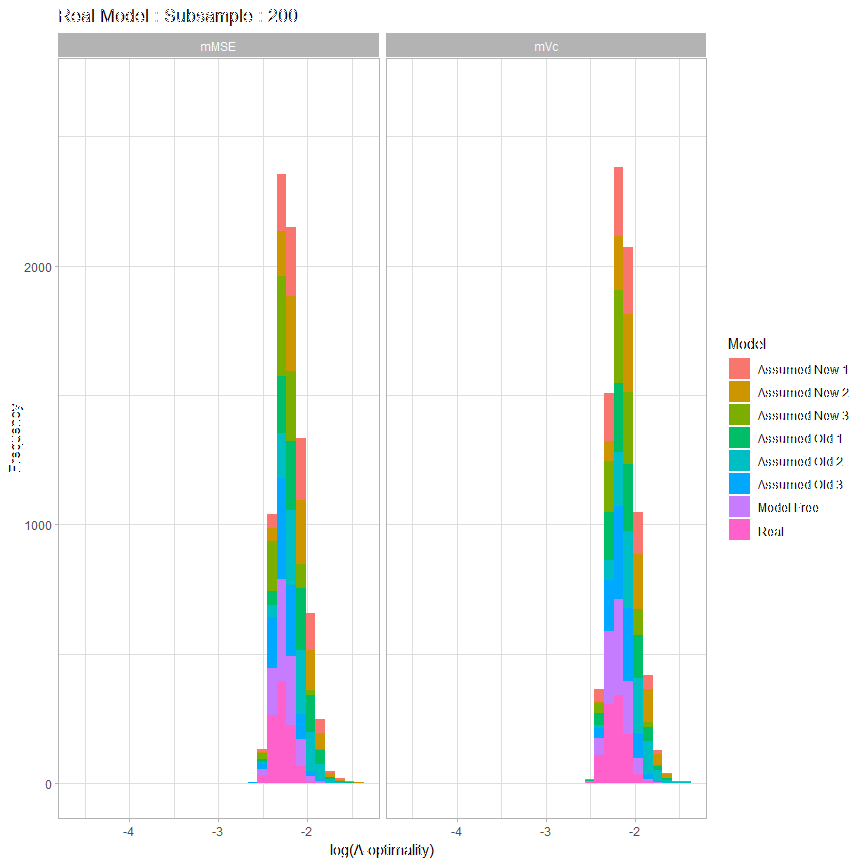 Real Model : Subsample : 200
mMSE
mVc
2000
1000
0
Frequency
-4
-3
-2
-4
-3
-2
log(A-optimality)
Model
Assumed New 1
Assumed New 2
Assumed New 3
Assumed Old 1
Assumed Old 2
Assumed Old 3
Model Free
Real